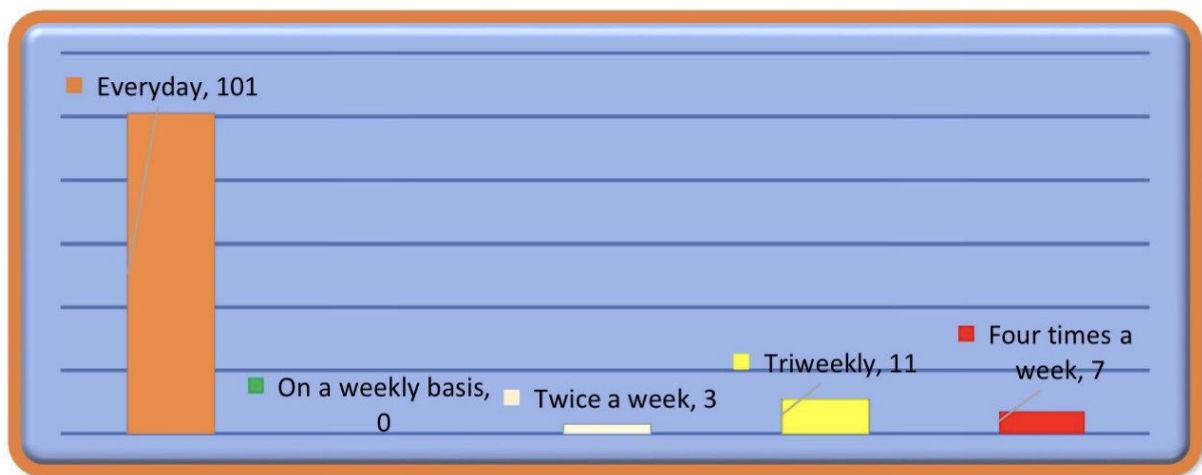 Everyday, 101
On a weekly basis,
0
Twice a week, 3
Triweekly, 11
Four times a
week, 7